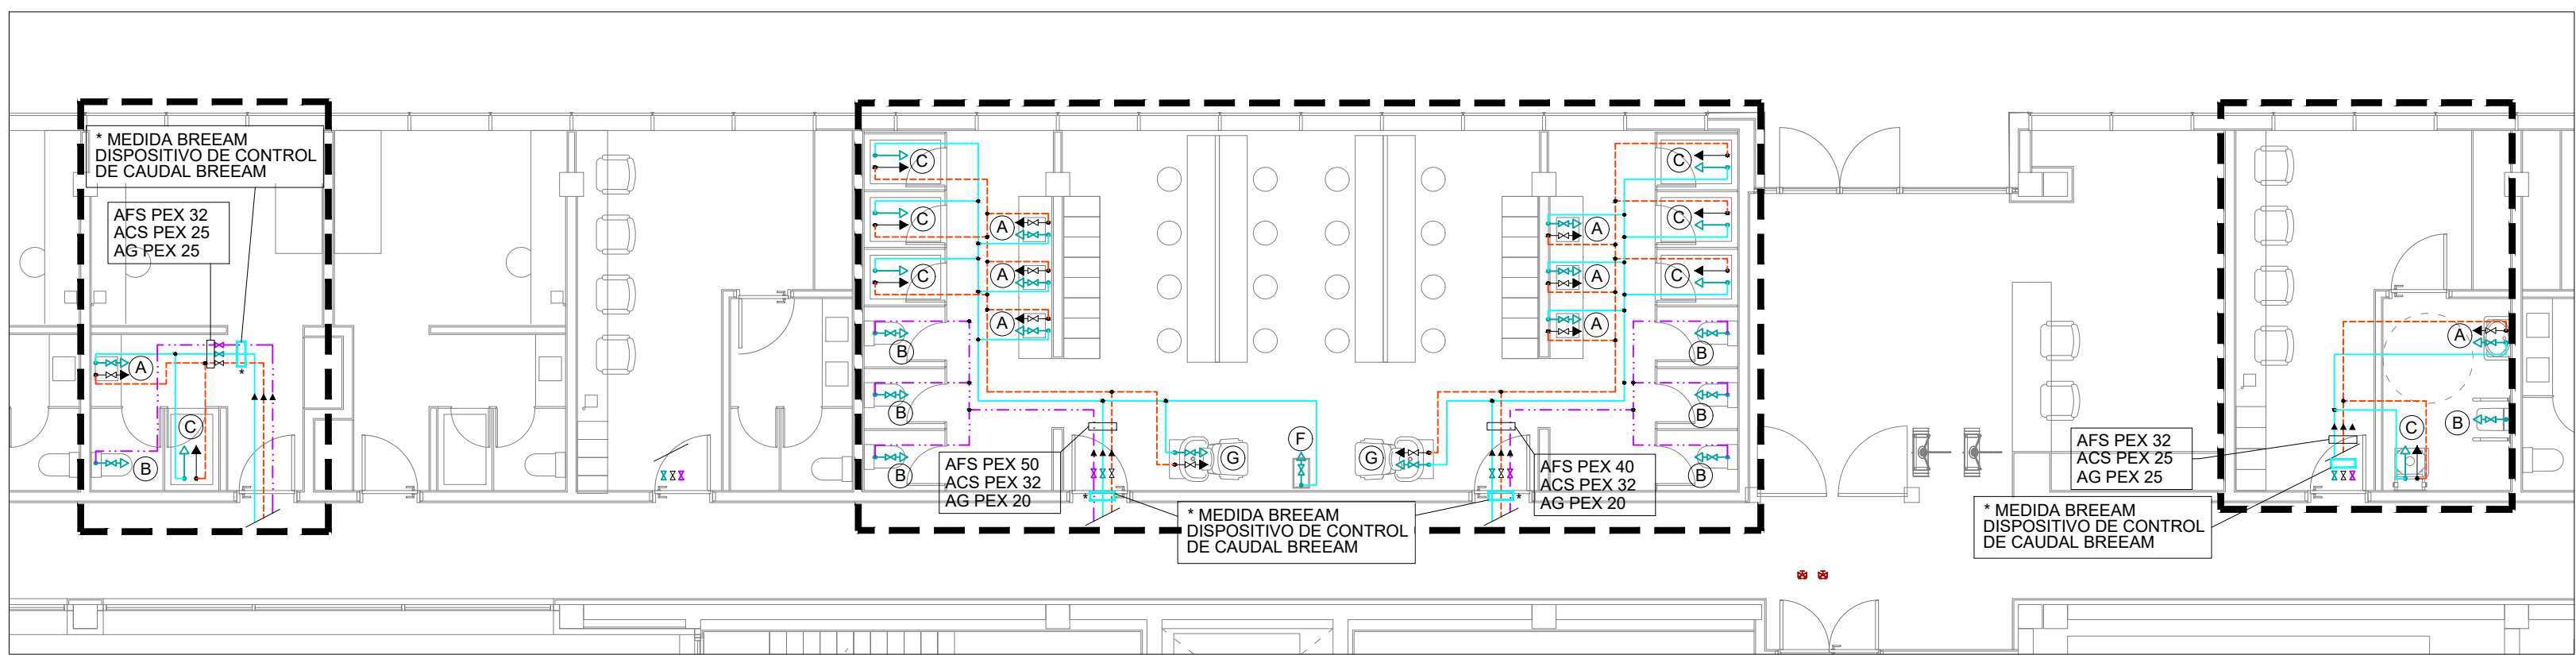 * MEDIDA BREEAM
DISPOSITIVO DE CONTROL
DE CAUDAL BREEAM
AFS PEX 32
ACS PEX 25
AG PEX 25
A
C
B
*
C
C
C
A
A
A
B
B
B
AFS PEX 50
ACS PEX 32
AG PEX 20
*
G
F
G
* MEDIDA BREEAM
DISPOSITIVO DE CONTROL
DE CAUDAL BREEAM
*
AFS PEX 40
ACS PEX 32
AG PEX 20
C
C
C
A
A
A
B
B
B
AFS PEX 32
ACS PEX 25
AG PEX 25
* MEDIDA BREEAM
DISPOSITIVO DE CONTROL
DE CAUDAL BREEAM
A
B
C